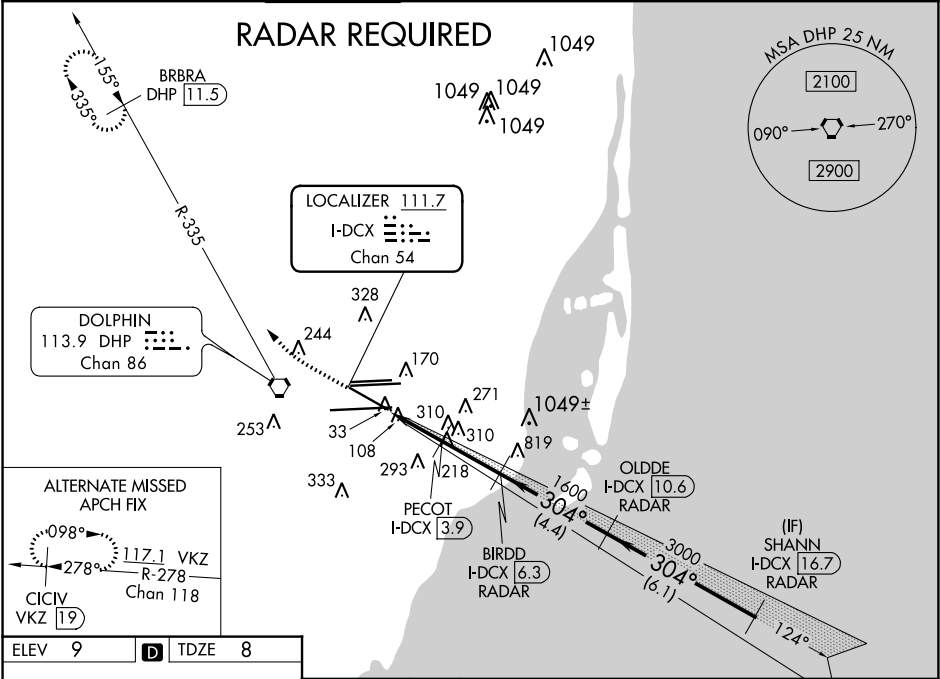 RADAR REQUIRED
1049
1049
1049
1049
MSA DHP 25 NM
2100
090°
270°
2900
155°
335°
BRBRA
DHP 11.5
R-335
LOCALIZER 111.7
I-DCX
Chan 54
DOLPHIN
113.9 DHP
Chan 86
328
244
170
271
253
33
108
310
310
1049±
819
293
218
333
PECOT
I-DCX 3.9
BIRDD
I-DCX 6.3
RADAR
1600
304°
(4.4)
OLDDE
I-DCX 10.6
RADAR
3000
304°
(6.1)
(IF)
SHANN
I-DCX 16.7
RADAR
124°
ALTERNATE MISSED
APCH FIX
098°
278°
117.1 VKZ
R-278
Chan 118
CICIV
VKZ 19
ELEV 9 D TDZE 8